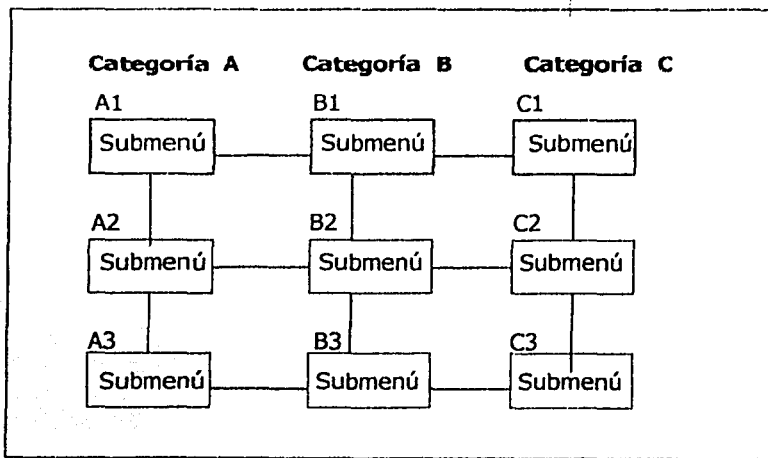 Categoría A Categoría B Categoría C
A1 B1 C1
Submenú Submenú Submenú
A2 B2 C2
Submenú Submenú Submenú
A3 B3 C3
Submenú Submenú Submenú